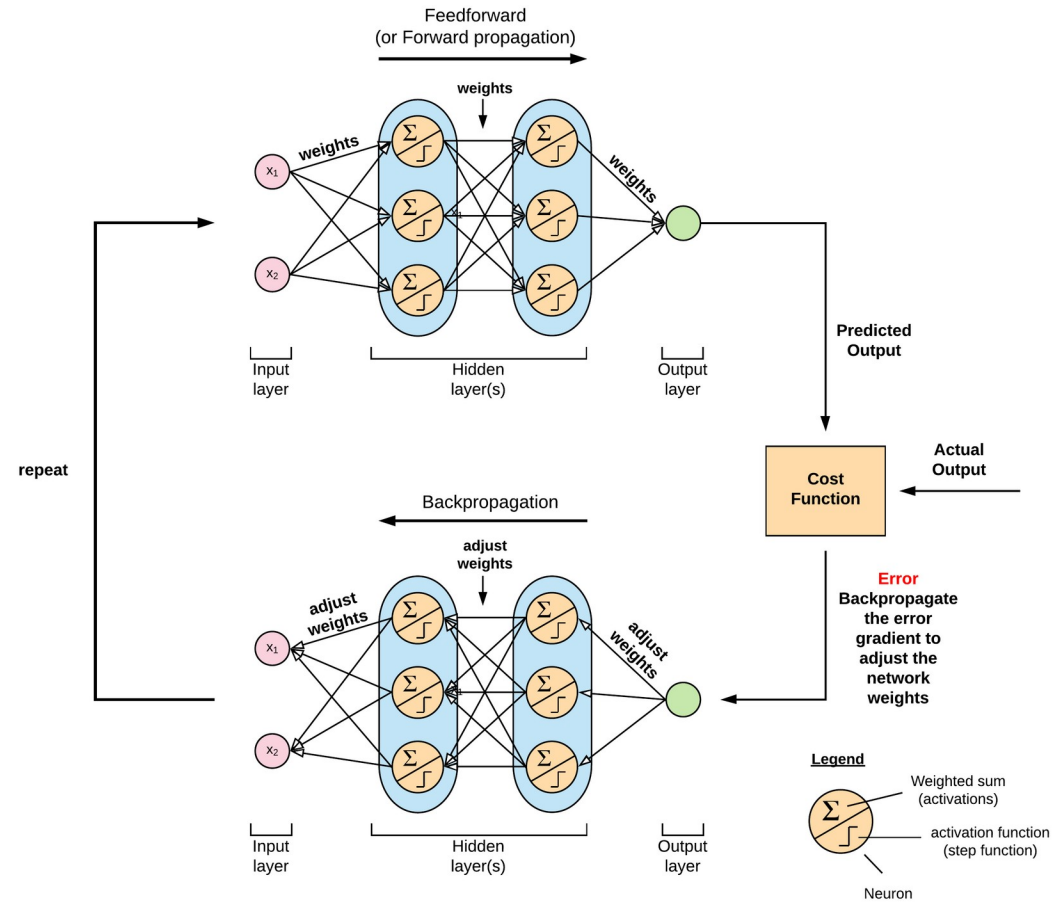 Feedforward
(or Forward propagation)
weights
weights
weights
Σ
Σ
x₁
Σ
x₁
Σ
x₂
Σ
Σ
Input
layer
Hidden
layer(s)
Output
layer
Predicted
Output
Cost
Function
Actual
Output
repeat
Backpropagation
adjust
weights
adjust
weights
adjust
weights
Σ
Σ
x₁
Σ
Σ
x₂
Σ
Σ
Input
layer
Hidden
layer(s)
Output
layer
Error
Backpropagate
the error
gradient to
adjust the
network
weights
Legend
Σ
Weighted sum
(activations)
activation function
(step function)
Neuron